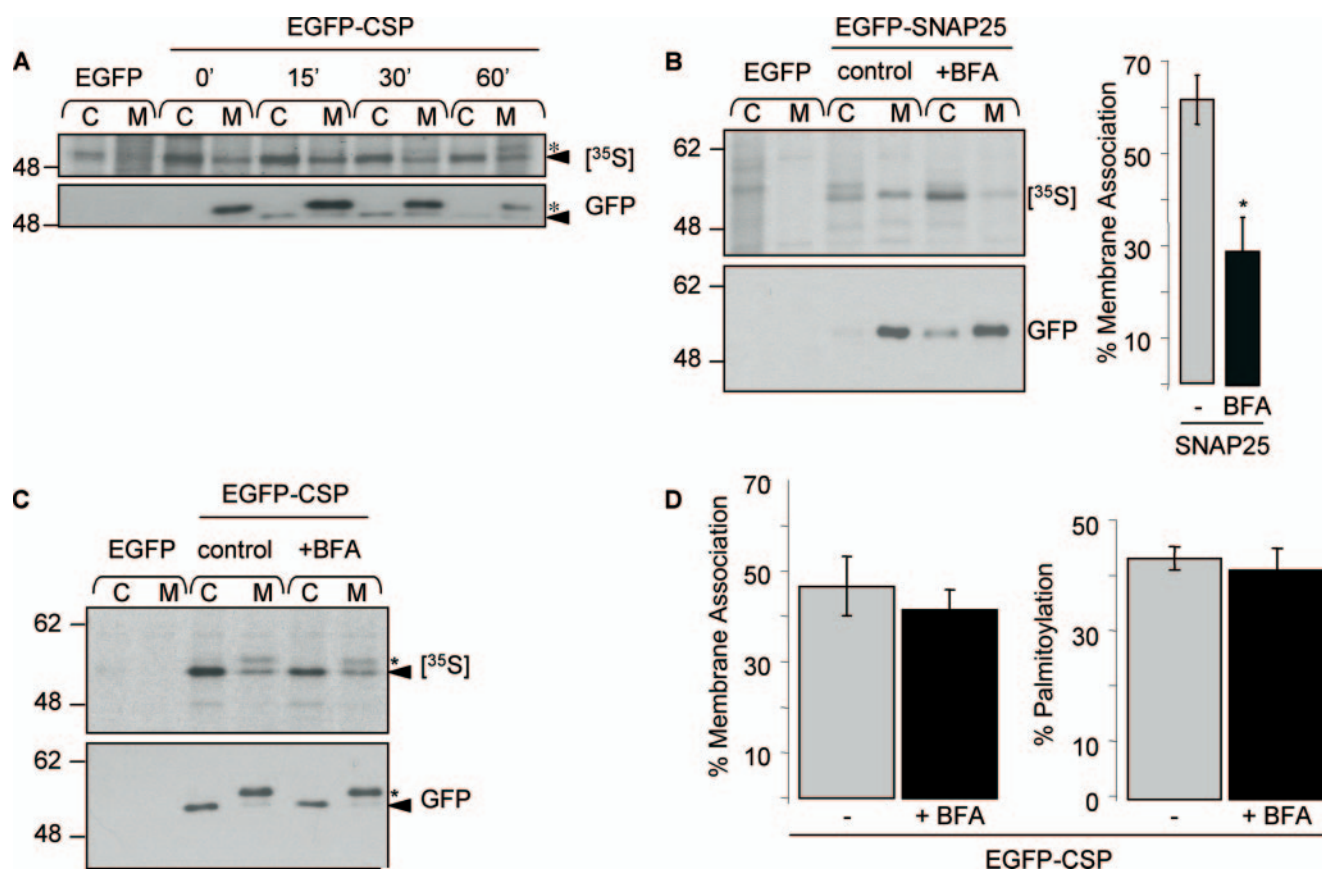 A
EGFP-CSP
EGFP 0' 15' 30' 60'
C M C M C M C M C M
48 * [³⁵S]
48 * GFP
B
EGFP-SNAP25
EGFP control +BFA
C M C M C M
62
48 [³⁵S]
62
48 GFP
% Membrane Association
70
50
30
10
*
- BFA
SNAP25
C
EGFP-CSP
EGFP control +BFA
C M C M C M
62
48 * [³⁵S]
62
48 * GFP
D
% Membrane Association
70
50
30
10
- + BFA
% Palmitoylation
50
30
10
0
- + BFA
EGFP-CSP